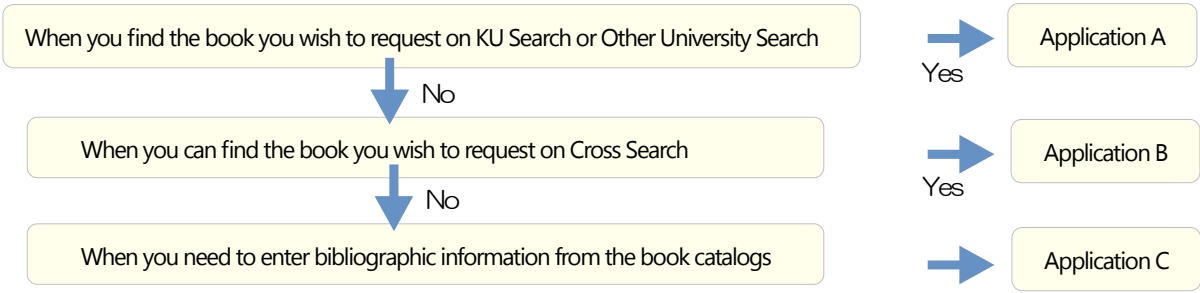 When you find the book you wish to request on KU Search or Other University Search
Application A
Yes
No
When you can find the book you wish to request on Cross Search
Application B
Yes
No
When you need to enter bibliographic information from the book catalogs
Application C